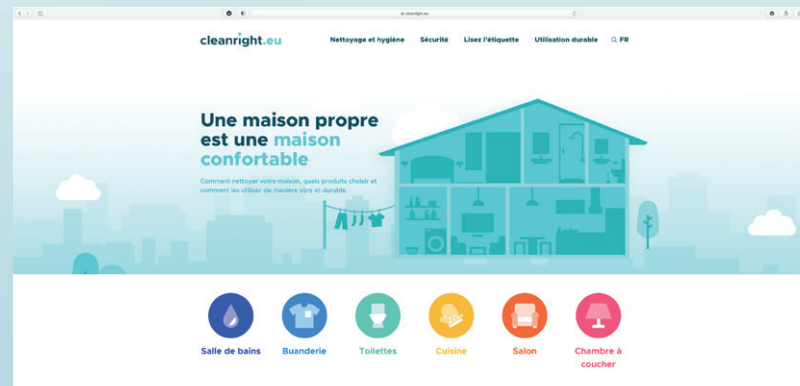 cleanright.eu
cleanright.eu
Nettoyage et hygiène Sécurité Lisez l'étiquette Utilisation durable FR
Une maison propre
est une maison
confortable
Comment nettoyer votre maison, quels produits choisir et
comment les utiliser de manière sûre et durable.
Salle de bains Buanderie Toilettes Cuisine Salon Chambre à
coucher